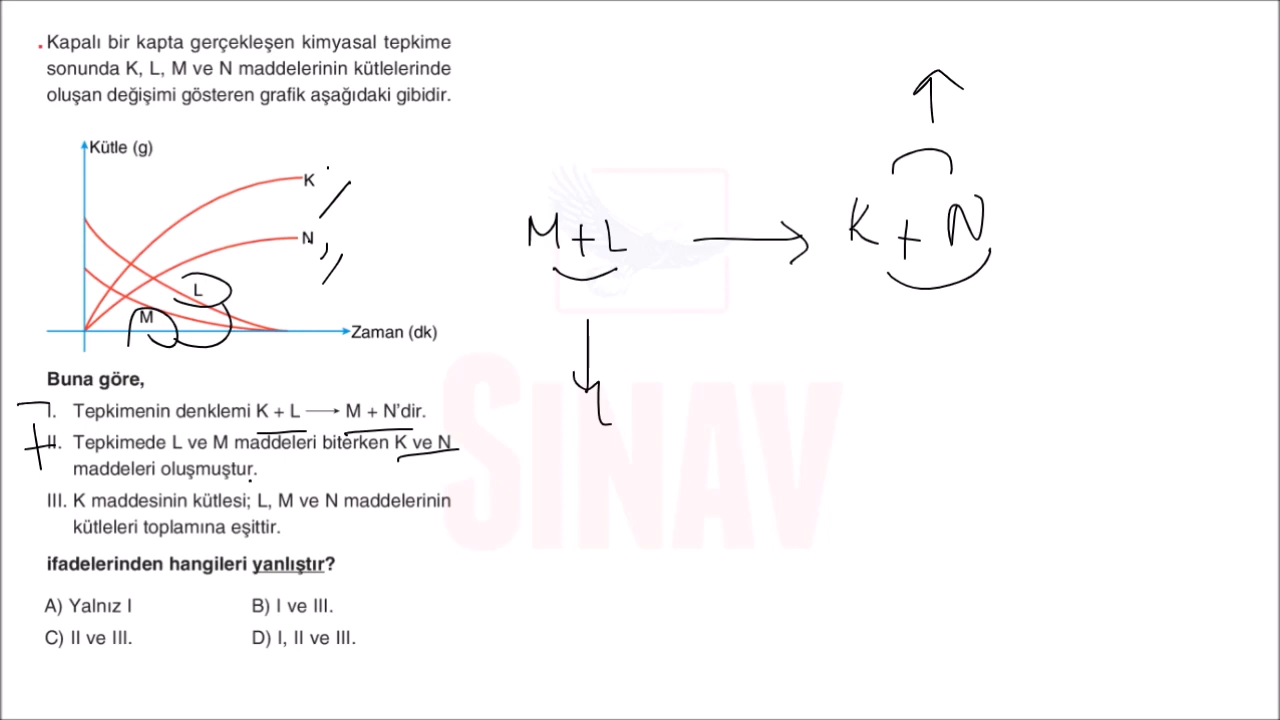 . Kapalı bir kapta gerçekleşen kimyasal tepkime
sonunda K, L, M ve N maddelerinin kütlelerinde
oluşan değişimi gösteren grafik aşağıdaki gibidir.
Kütle (g)
K
N
L
M
Zaman (dk)
M + L → K + N
Buna göre,
I. Tepkimenin denklemi K + L → M + N'dir.
II. Tepkimede L ve M maddeleri biterken K ve N
maddeleri oluşmuştur.
III. K maddesinin kütlesi; L, M ve N maddelerinin
kütleleri toplamına eşittir.
ifadelerinden hangileri yanlıştır?
A) Yalnız I
B) I ve III.
C) II ve III.
D) I, II ve III.
SINAV